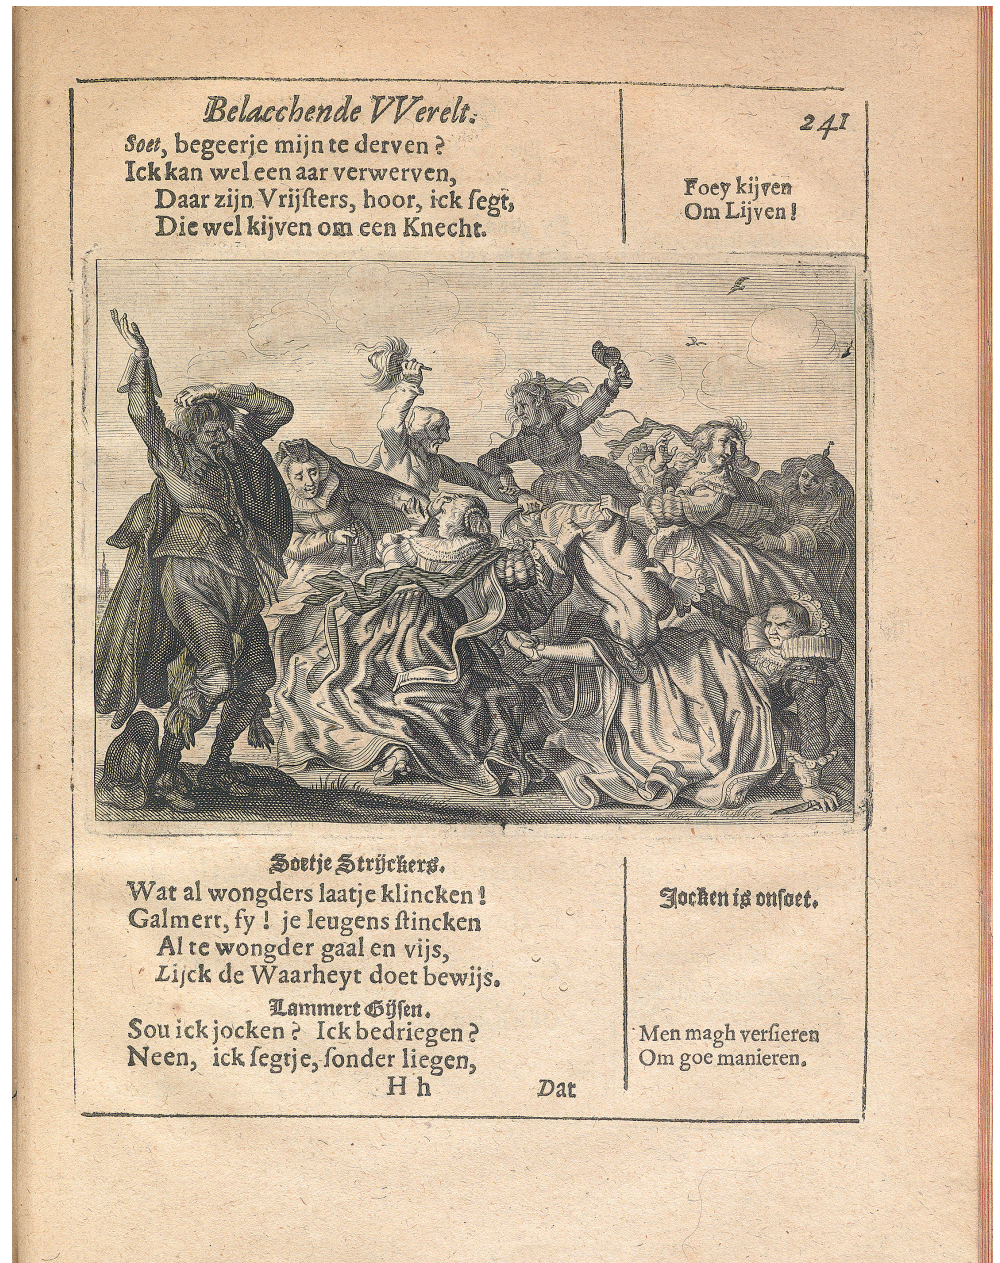 Belacchende VVerelt.
241
Soet, begeerje mijn te derven?
Ick kan wel een aar verwerven,
Daar zijn Vrijſters, hoor, ick ſegt,
Die wel kijven om een Knecht.
Foey kijven
Om Lijven!
Soetje Strijckers.
Wat al wongders laatje klincken!
Galmert, fy! je leugens ſtincken
Al te wongder gaal en vijs,
Lijck de Waarheyt doet bewijs.
Jocken is onſoet.
Lammert Gijſen.
Sou ick jocken? Ick bedriegen?
Neen, ick ſegtje, ſonder liegen,
Men magh verſieren
Om goe manieren.
H h
Dat